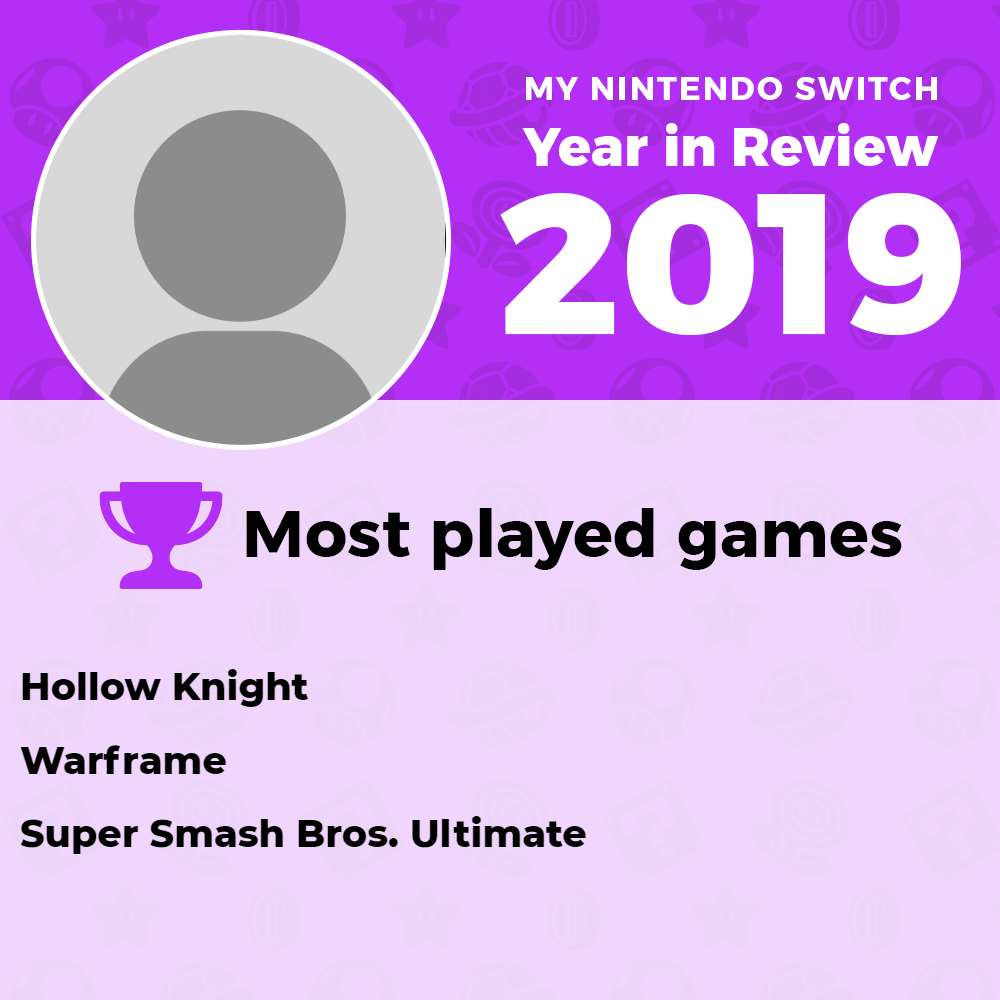 MY NINTENDO SWITCH
Year in Review
2019
Most played games
Hollow Knight
Warframe
Super Smash Bros. Ultimate